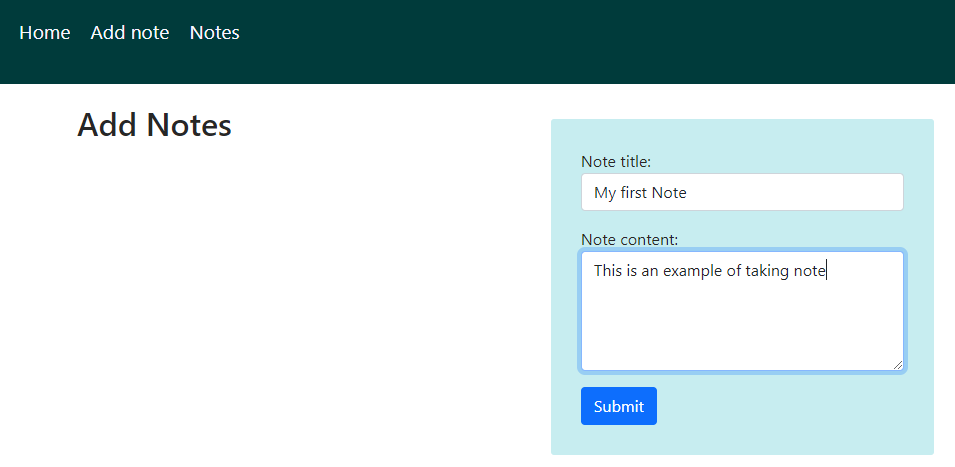 Home Add note Notes
Add Notes
Note title:
My first Note
Note content:
This is an example of taking note
Submit